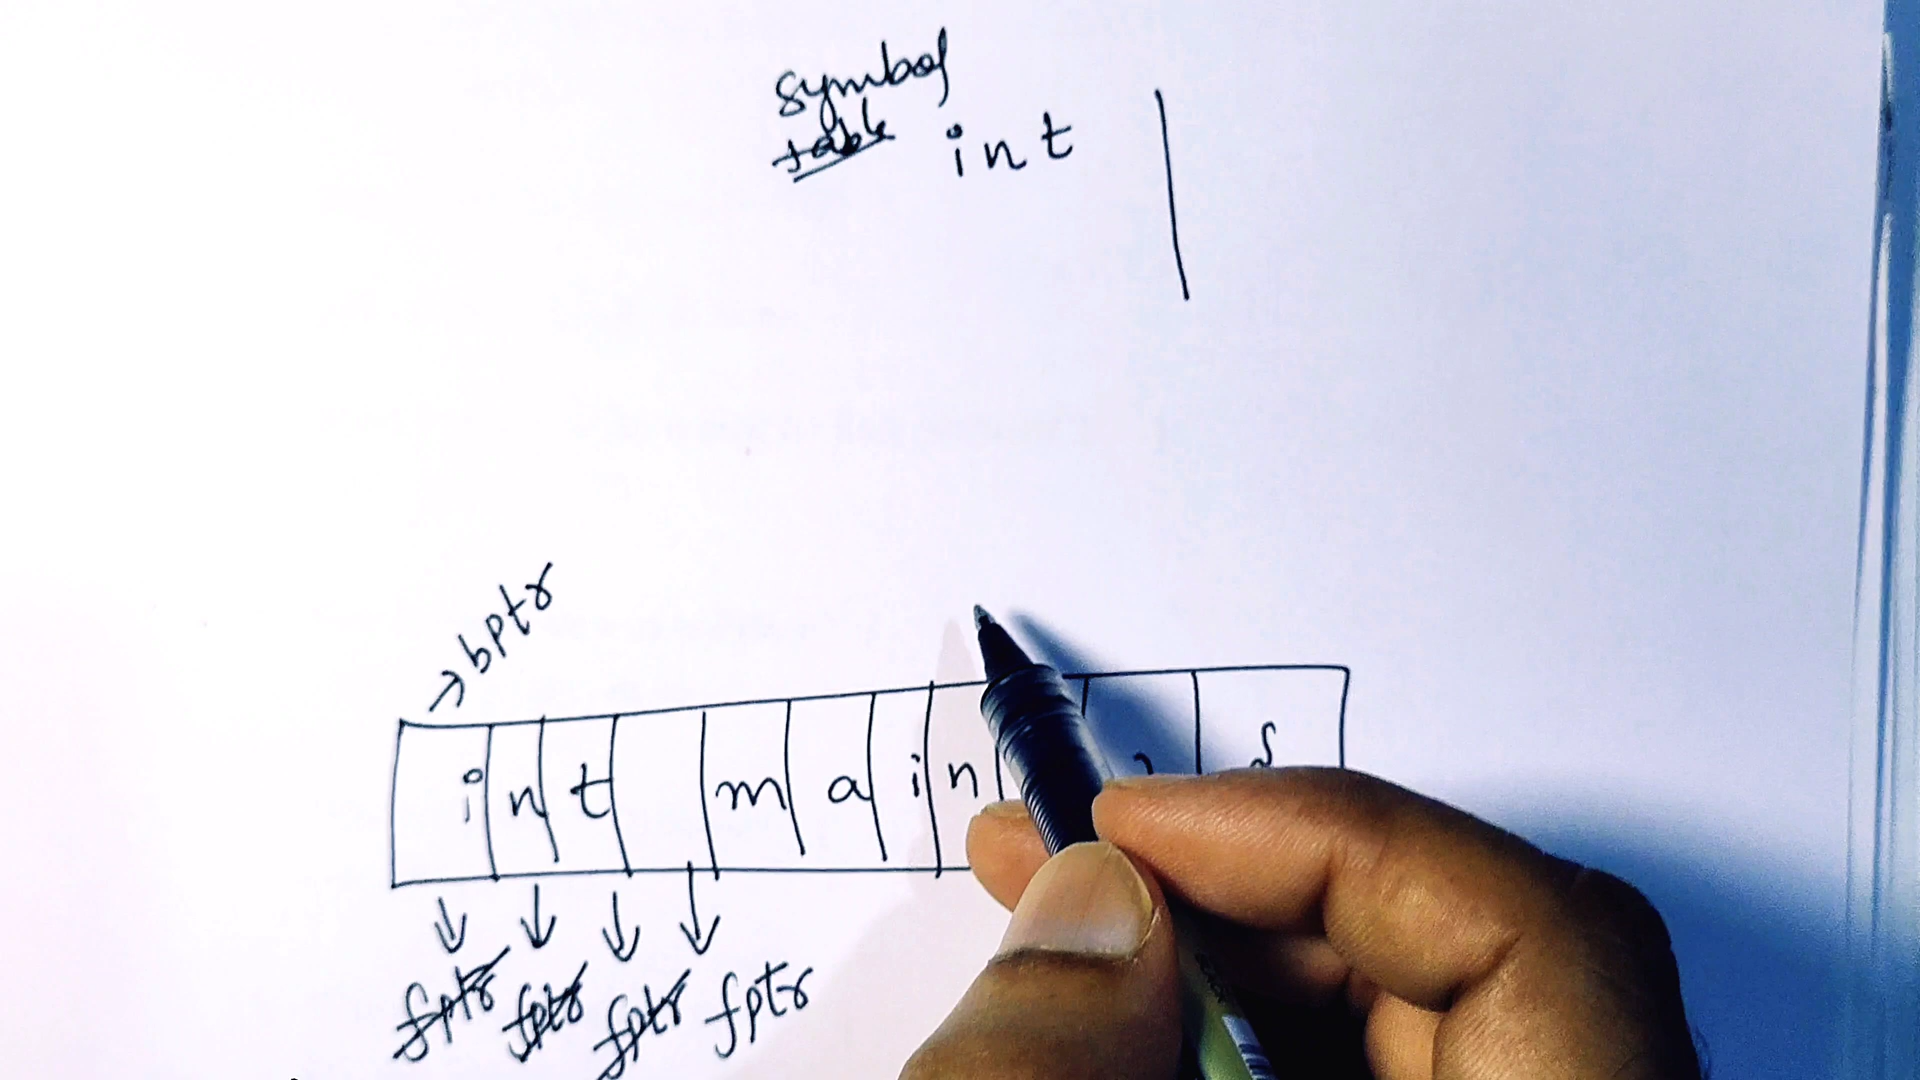 symbol
table int
→ bptr
i n t m a i n
fptr fptr fptr fptr